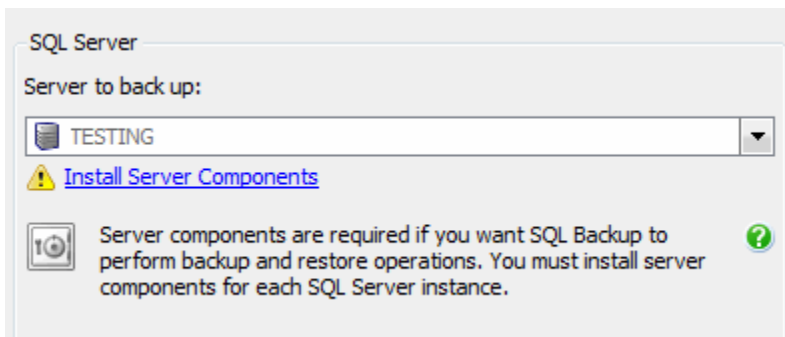 SQL Server
Server to back up:
TESTING
Install Server Components
Server components are required if you want SQL Backup to
perform backup and restore operations. You must install server
components for each SQL Server instance.